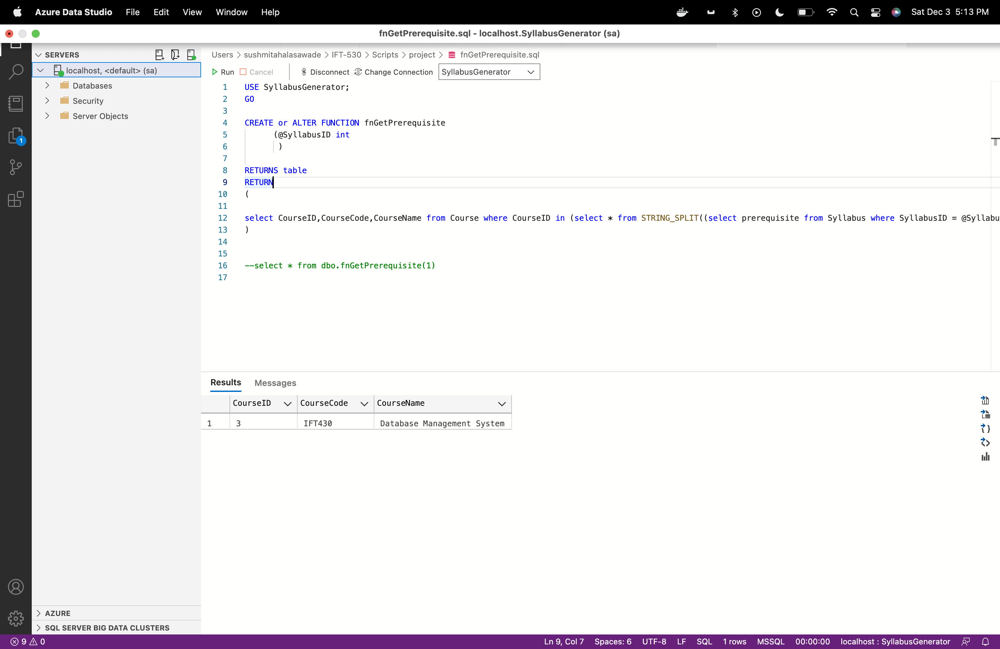 Azure Data Studio File Edit View Window Help Sat Dec 3 5:13 PM
fnGetPrerequisite.sql - localhost.SyllabusGenerator (sa)
SERVERS
localhost, <default> (sa)
Databases
Security
Server Objects
1
AZURE
SQL SERVER BIG DATA CLUSTERS
Users > sushmitahalasawade > IFT-530 > Scripts > project > fnGetPrerequisite.sql
Run Cancel Disconnect Change Connection SyllabusGenerator
1 USE SyllabusGenerator;
2 GO
3
4 CREATE or ALTER FUNCTION fnGetPrerequisite
5 (@SyllabusID int
6 )
7
8 RETURNS table
9 RETURN
10 (
11
12 select CourseID,CourseCode,CourseName from Course where CourseID in (select * from STRING_SPLIT((select prerequisite from Syllabus where SyllabusID = @Syllabu
13 )
14
15
16 --select * from dbo.fnGetPrerequisite(1)
17
Results Messages
CourseID CourseCode CourseName
1 3 IFT430 Database Management System
9 0 Ln 9, Col 7 Spaces: 6 UTF-8 LF SQL 1 rows MSSQL 00:00:00 localhost : SyllabusGenerator